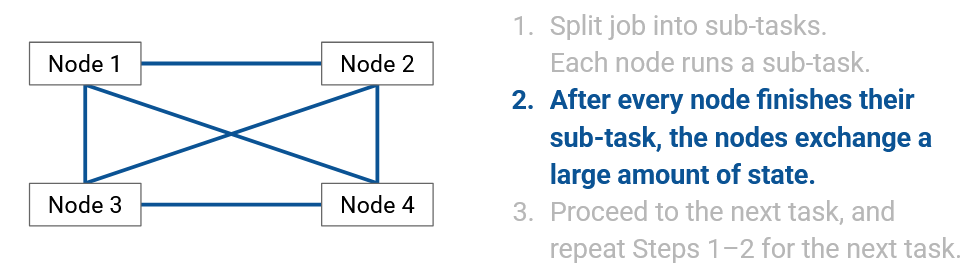 Node 1
Node 2
Node 3
Node 4
1. Split job into sub-tasks.
Each node runs a sub-task.
2. After every node finishes their
sub-task, the nodes exchange a
large amount of state.
3. Proceed to the next task, and
repeat Steps 1–2 for the next task.